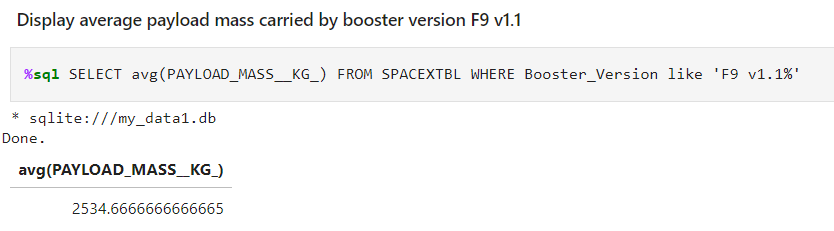 Display average payload mass carried by booster version F9 v1.1
%sql SELECT avg(PAYLOAD_MASS__KG_) FROM SPACEXTBL WHERE Booster_Version like 'F9 v1.1%'
* sqlite:///my_data1.db
Done.
avg(PAYLOAD_MASS__KG_)
2534.6666666666665